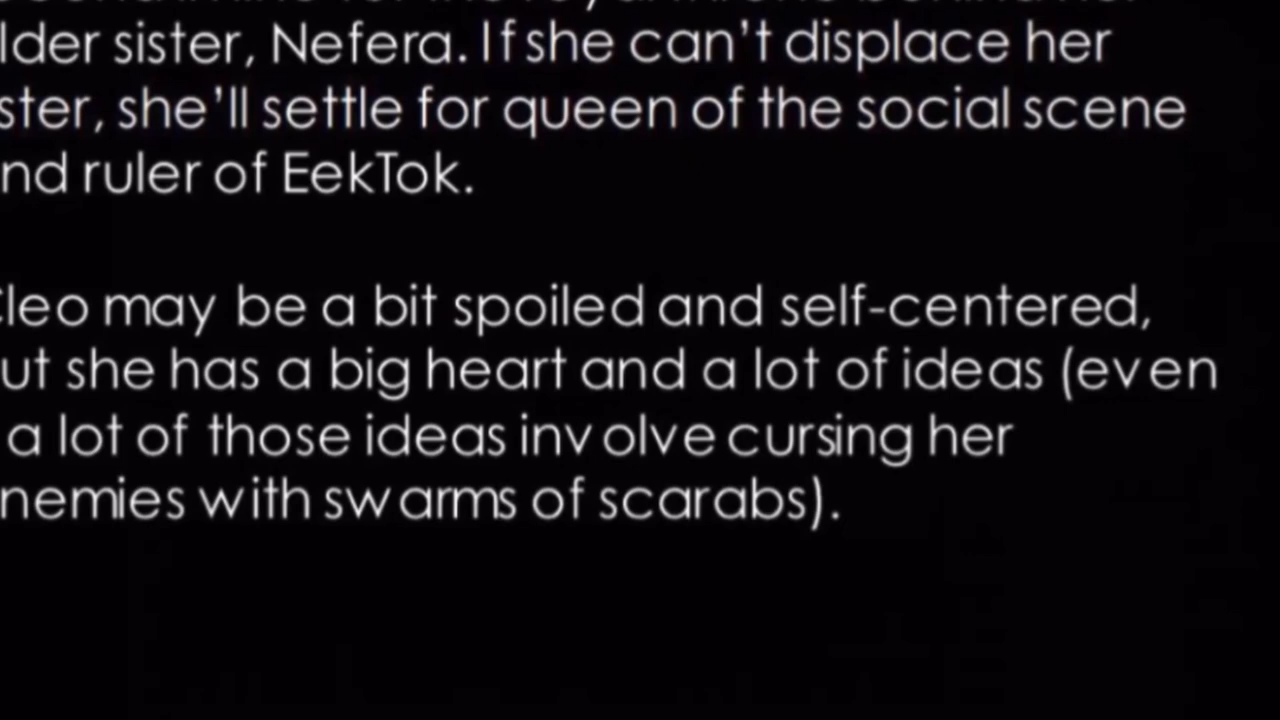 lder sister, Nefera. If she can't displace her
ster, she'll settle for queen of the social scene
nd ruler of EekTok.
leo may be a bit spoiled and self-centered,
ut she has a big heart and a lot of ideas (even
a lot of those ideas involve cursing her
nemies with swarms of scarabs).